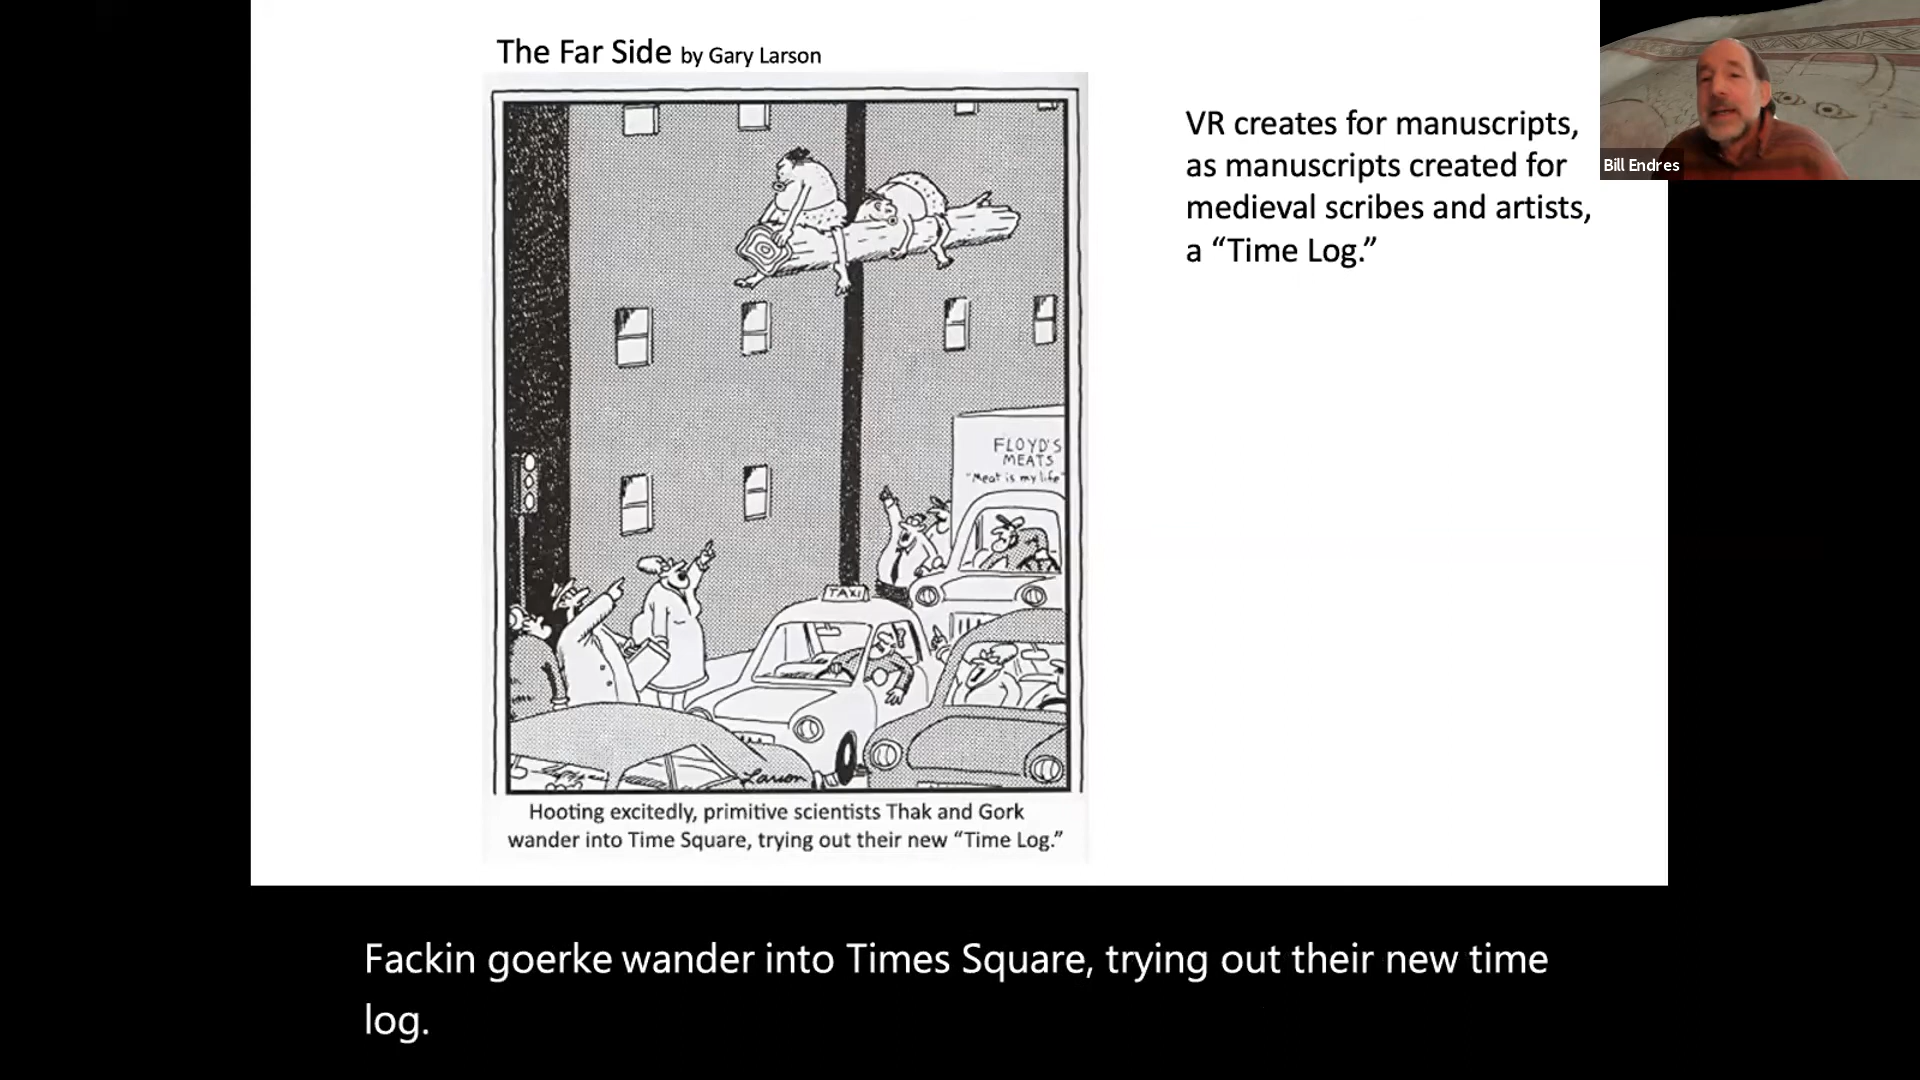 The Far Side by Gary Larson
VR creates for manuscripts,
as manuscripts created for
medieval scribes and artists,
a “Time Log.”
Bill Endres
FLOYD'S
MEATS
"Meat is my life"
TAXI
Larson
Hooting excitedly, primitive scientists Thak and Gork
wander into Time Square, trying out their new “Time Log.”
Fackin goerke wander into Times Square, trying out their new time
log.